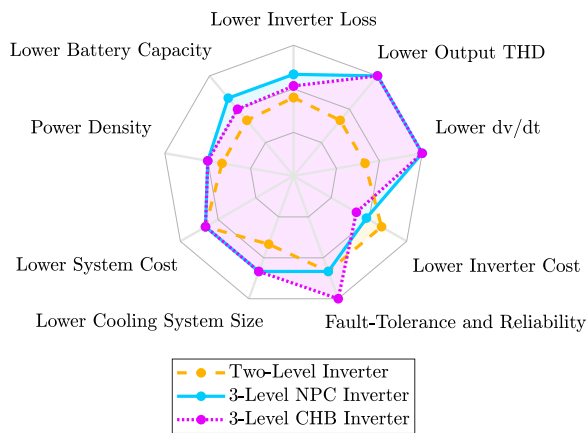 Lower Inverter Loss
Lower Battery Capacity
Lower Output THD
Power Density
Lower dv/dt
Lower System Cost
Lower Inverter Cost
Lower Cooling System Size
Fault-Tolerance and Reliability
Two-Level Inverter
3-Level NPC Inverter
3-Level CHB Inverter